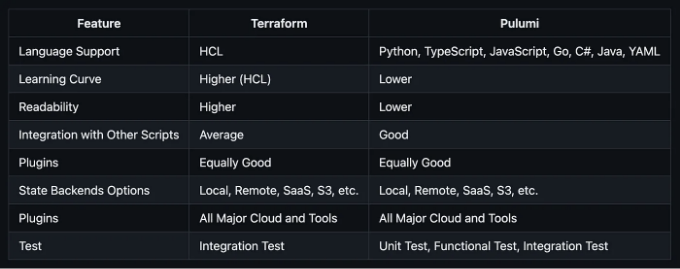 Feature Terraform Pulumi
Language Support HCL Python, TypeScript, JavaScript, Go, C#, Java, YAML
Learning Curve Higher (HCL) Lower
Readability Higher Lower
Integration with Other Scripts Average Good
Plugins Equally Good Equally Good
State Backends Options Local, Remote, SaaS, S3, etc. Local, Remote, SaaS, S3, etc.
Plugins All Major Cloud and Tools All Major Cloud and Tools
Test Integration Test Unit Test, Functional Test, Integration Test